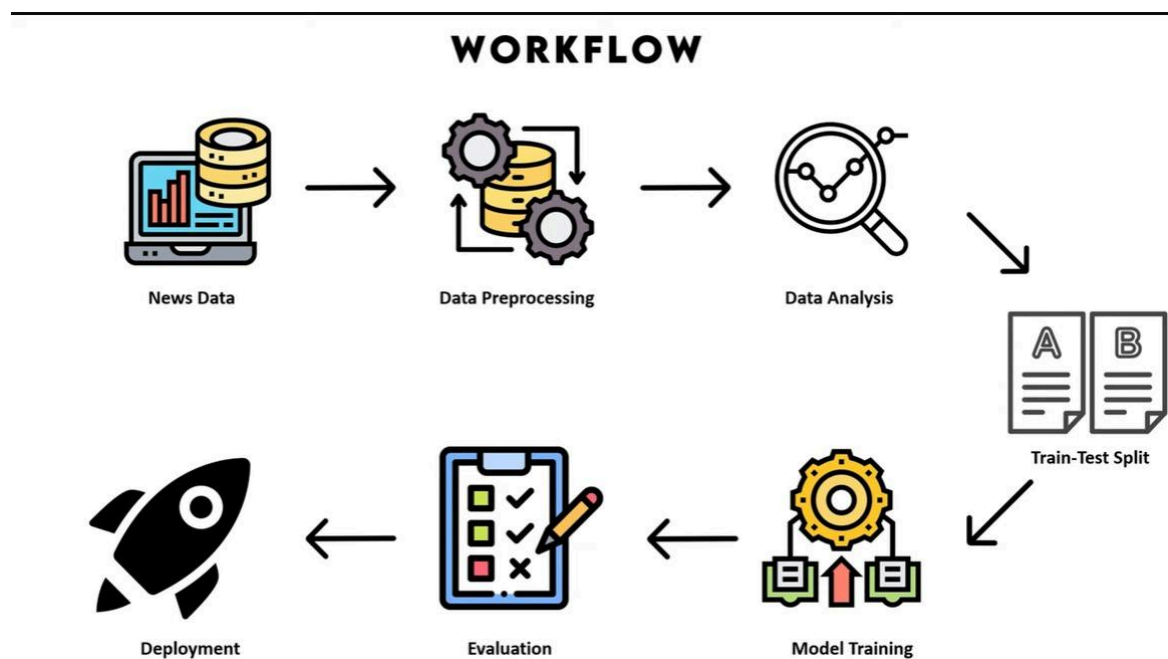 WORKFLOW
News Data
Data Preprocessing
Data Analysis
A
B
Train-Test Split
Model Training
Evaluation
Deployment